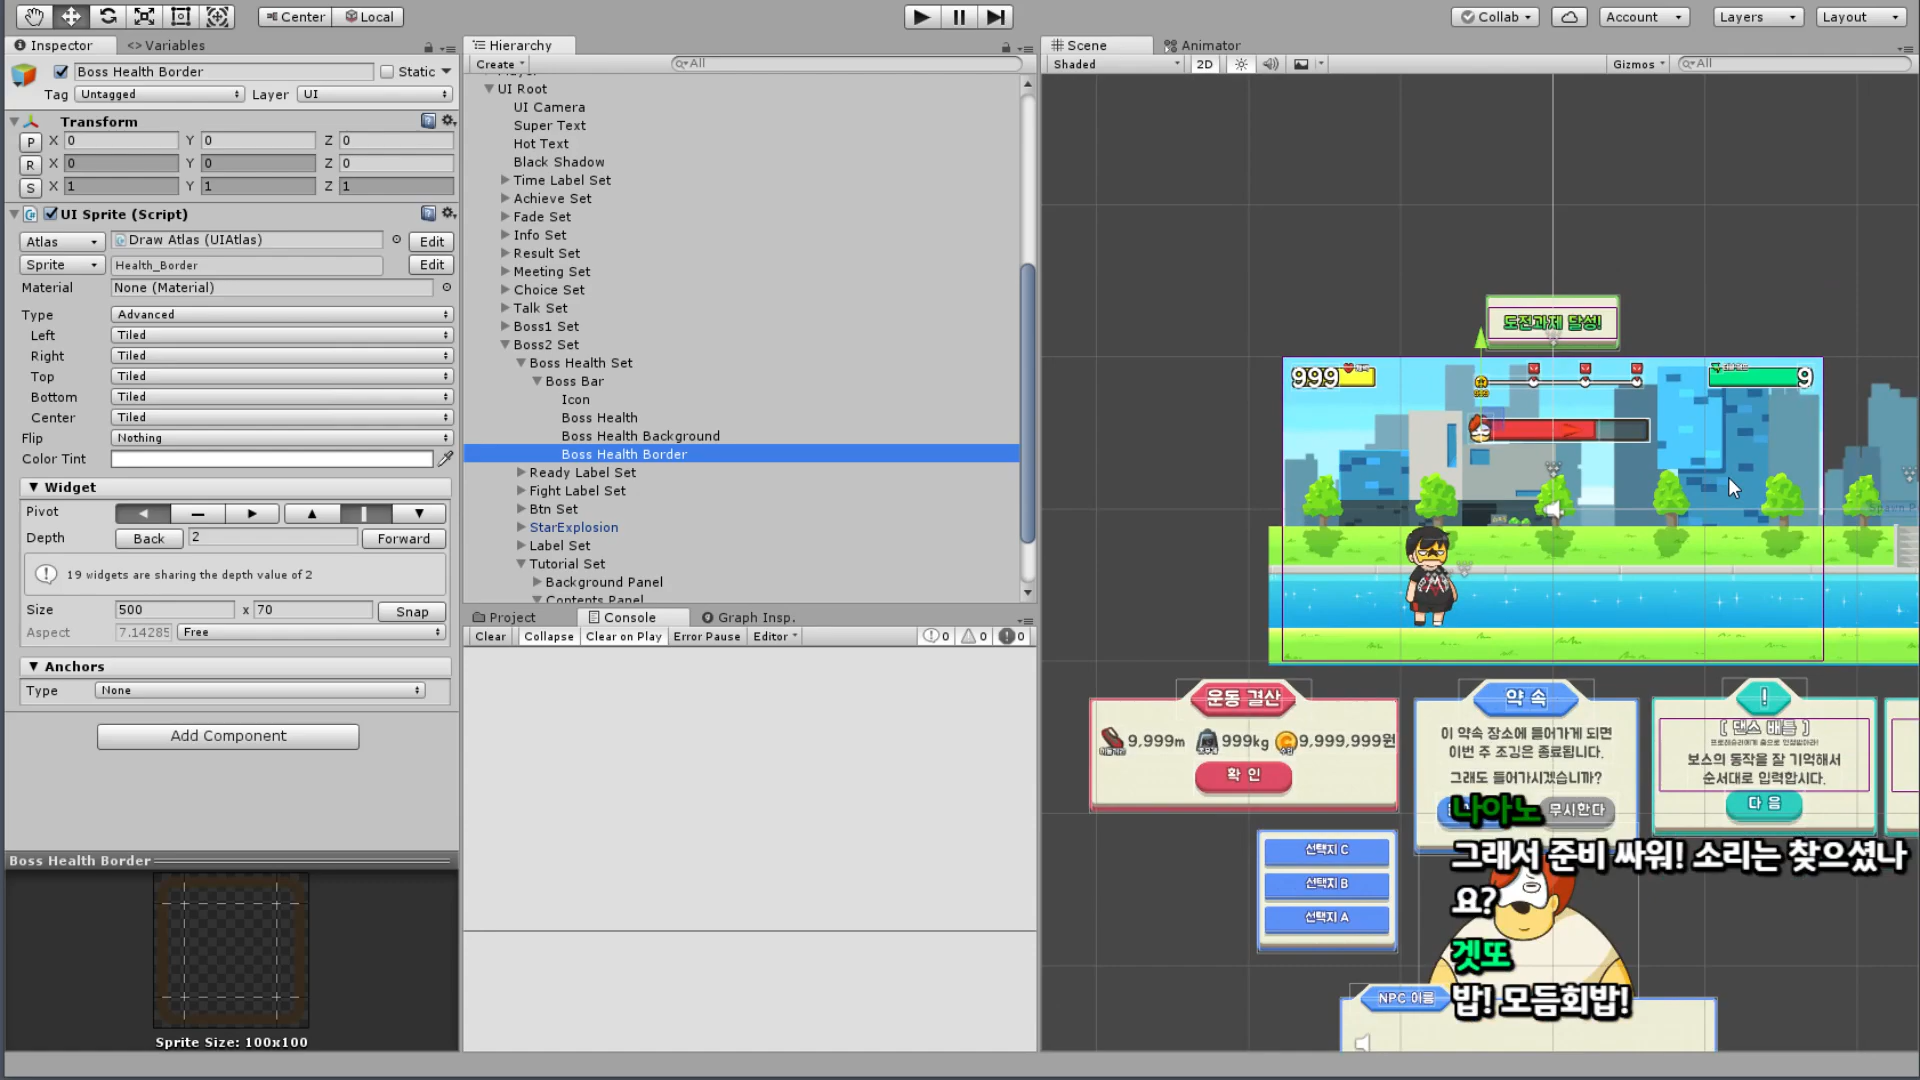 Center
Local
Collab
Account
Layers
Layout
Inspector
<> Variables
Boss Health Border
Static
Tag
Untagged
Layer
UI
Transform
P X 0 Y 0 Z 0
R X 0 Y 0 Z 0
S X 1 Y 1 Z 1
UI Sprite (Script)
Atlas
Draw Atlas (UIAtlas)
Edit
Sprite
Health_Border
Edit
Material
None (Material)
Type
Advanced
Left
Tiled
Right
Tiled
Top
Tiled
Bottom
Tiled
Center
Tiled
Flip
Nothing
Color Tint
Widget
Pivot
Depth
Back
2
Forward
19 widgets are sharing the depth value of 2
Size
500 x 70
Snap
Aspect
7.14285
Free
Anchors
Type
None
Add Component
Boss Health Border
Sprite Size: 100x100
Hierarchy
Create
All
UI Root
UI Camera
Super Text
Hot Text
Black Shadow
Time Label Set
Achieve Set
Fade Set
Info Set
Result Set
Meeting Set
Choice Set
Talk Set
Boss1 Set
Boss2 Set
Boss Health Set
Boss Bar
Icon
Boss Health
Boss Health Background
Boss Health Border
Ready Label Set
Fight Label Set
Btn Set
StarExplosion
Label Set
Tutorial Set
Background Panel
Contents Panel
Project
Console
Graph Insp.
Clear
Collapse
Clear on Play
Error Pause
Editor
0
0
0
Scene
Animator
Shaded
2D
Gizmos
All
도전과제 달성!
999
9
운동 결산
9,999m
999kg
9,999,999원
확 인
약 속
이 약속 장소에 들어가게 되면
이번 주 조깅은 종료됩니다.
그래도 들어가시겠습니까?
무시한다
!
[ 댄스 배틀 ]
보스의 동작을 잘 기억해서
순서대로 입력합시다.
다 음
선택지 C
선택지 B
선택지 A
NPC 이름
나아노
그래서 준비 싸워! 소리는 찾으셨나
요?
겟또
밥! 모듬회밥!